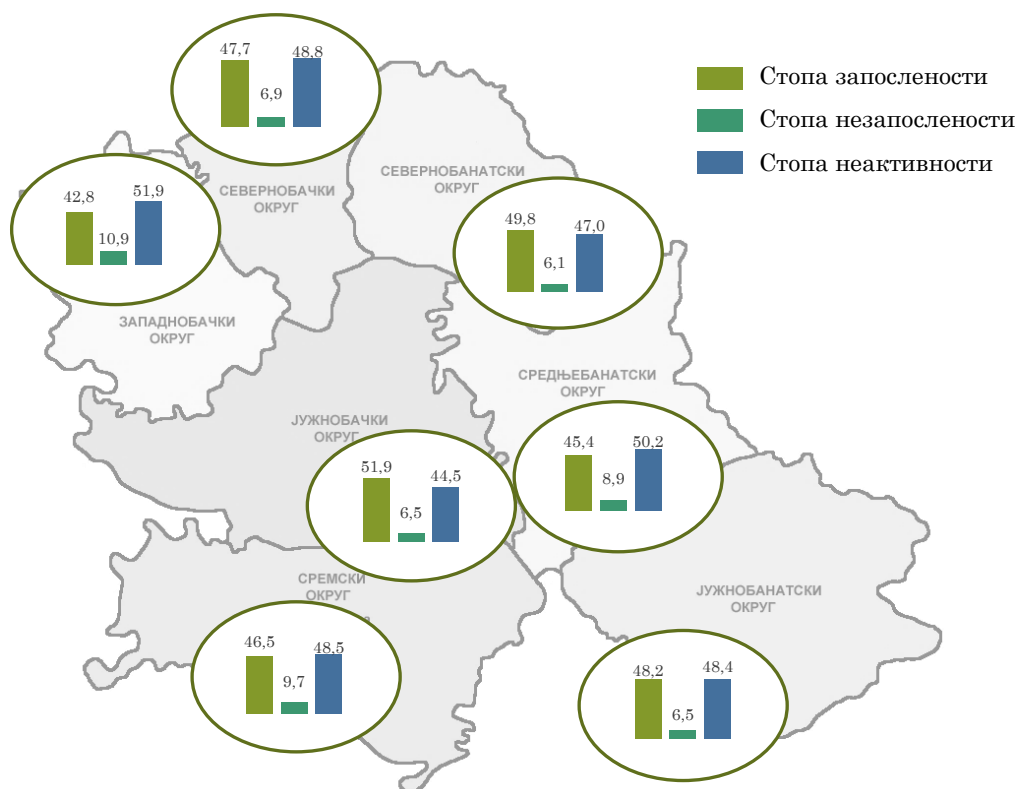 47,7
6,9
48,8
Стопа запослености
Стопа незапослености
Стопа неактивности
СЕВЕРНОБАЧКИ
ОКРУГ
СЕВЕРНОБАНАТСКИ
ОКРУГ
42,8
10,9
51,9
49,8
6,1
47,0
ЗАПАДНОБАЧКИ
ОКРУГ
СРЕДЊЕБАНАТСКИ
ОКРУГ
ЈУЖНОБАЧКИ
ОКРУГ
51,9
6,5
44,5
45,4
8,9
50,2
СРЕМСКИ
ОКРУГ
ЈУЖНОБАНАТСКИ
ОКРУГ
46,5
9,7
48,5
48,2
6,5
48,4